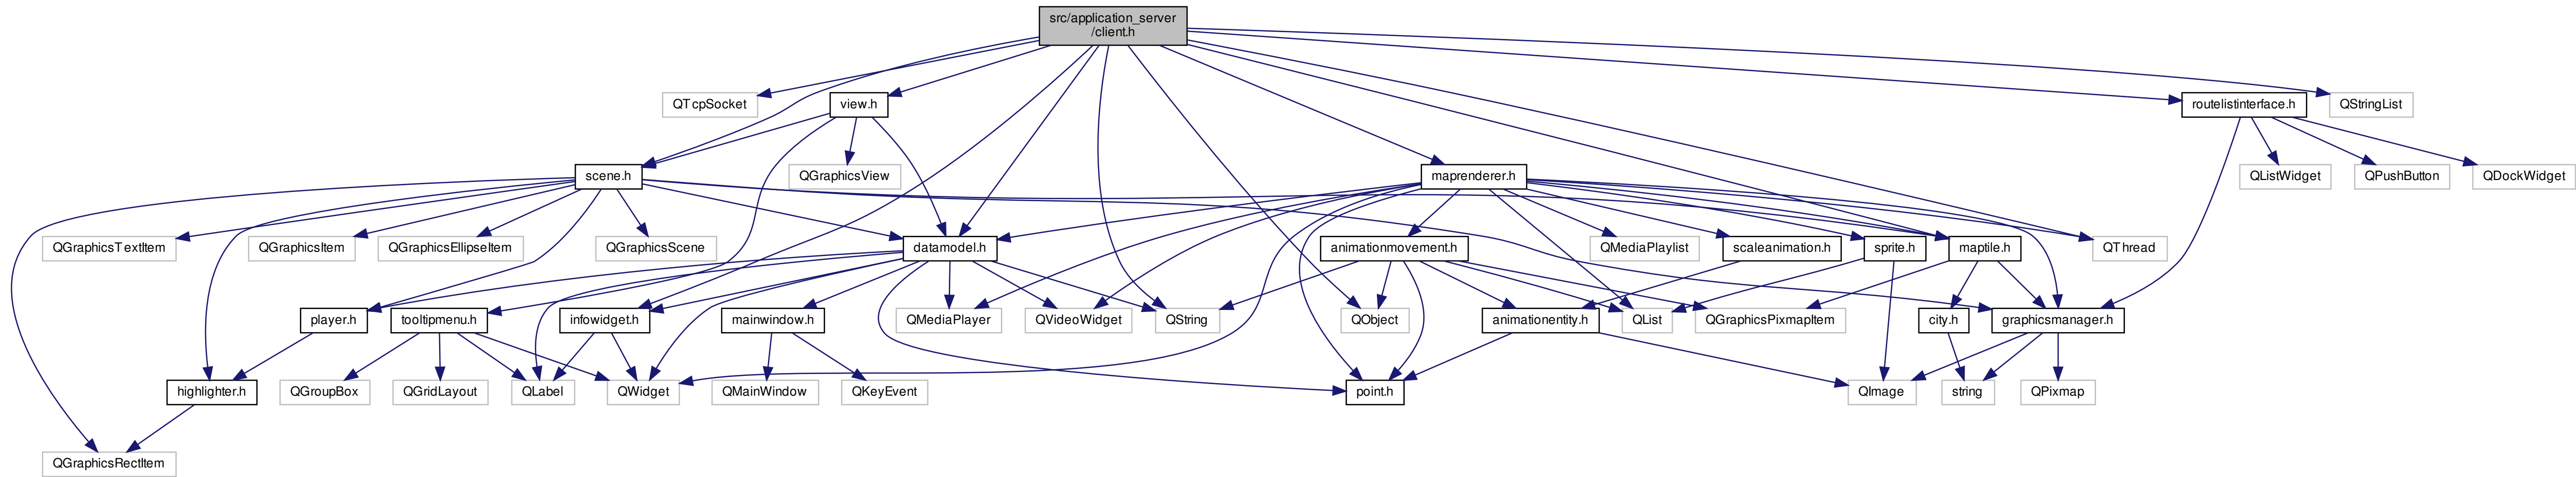 src/application_server
/client.h
QTcpSocket
view.h
routelistinterface.h
QStringList
scene.h
QGraphicsView
maprenderer.h
QListWidget
QPushButton
QDockWidget
QGraphicsTextItem
QGraphicsItem
QGraphicsEllipseItem
QGraphicsScene
datamodel.h
animationmovement.h
QMediaPlaylist
scaleanimation.h
sprite.h
maptile.h
QThread
player.h
tooltipmenu.h
infowidget.h
mainwindow.h
QMediaPlayer
QVideoWidget
QString
QObject
animationentity.h
QList
QGraphicsPixmapItem
city.h
graphicsmanager.h
highlighter.h
QGroupBox
QGridLayout
QLabel
QWidget
QMainWindow
QKeyEvent
point.h
QImage
string
QPixmap
QGraphicsRectItem